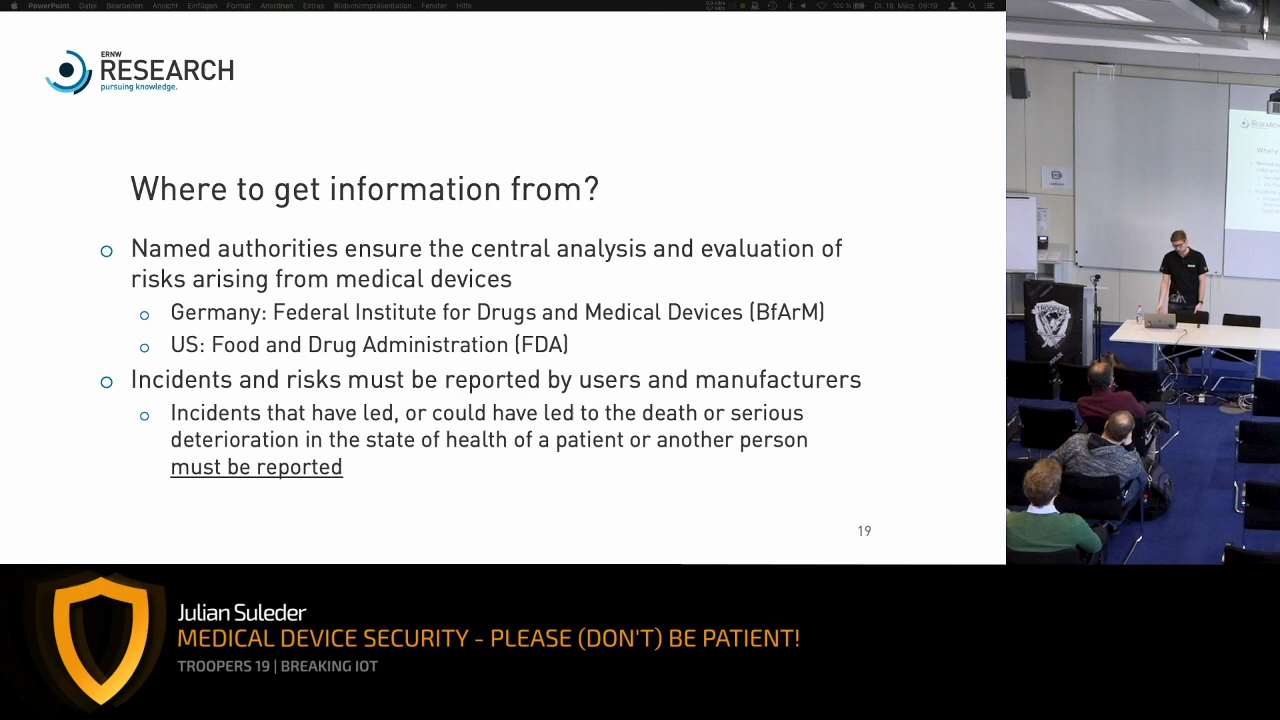 PowerPoint Datei Bearbeiten Ansicht Einfügen Format Anordnen Extras Bildschirmpräsentation Fenster Hilfe
100 % Di. 19. März 09:19
ERNW
RESEARCH
pursuing knowledge.
Where to get information from?
Named authorities ensure the central analysis and evaluation of
risks arising from medical devices
Germany: Federal Institute for Drugs and Medical Devices (BfArM)
US: Food and Drug Administration (FDA)
Incidents and risks must be reported by users and manufacturers
Incidents that have led, or could have led to the death or serious
deterioration in the state of health of a patient or another person
must be reported
19
TROOPERS
Julian Suleder
MEDICAL DEVICE SECURITY - PLEASE (DON'T) BE PATIENT!
TROOPERS 19 | BREAKING IOT